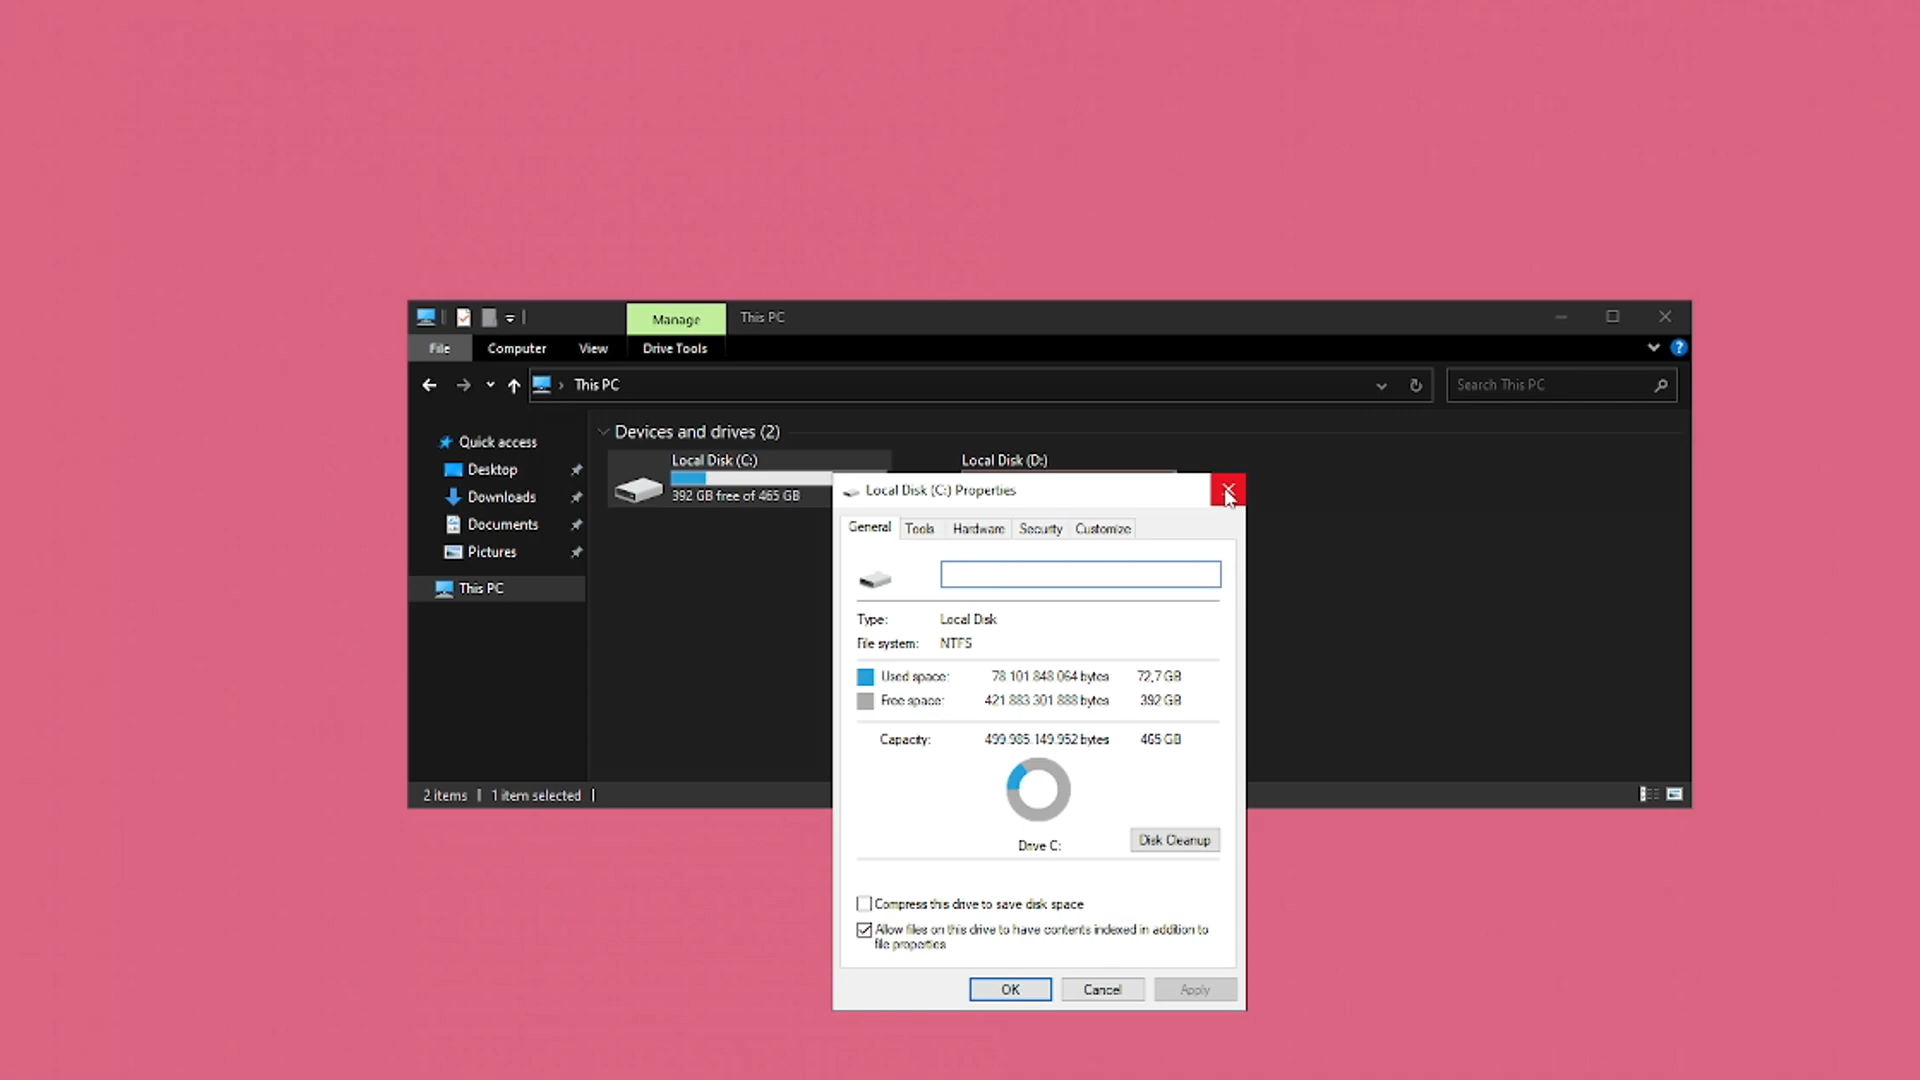 Manage
This PC
File
Computer
View
Drive Tools
?
This PC
Search This PC
Quick access
Desktop
Downloads
Documents
Pictures
This PC
Devices and drives (2)
Local Disk (C:)
392 GB free of 465 GB
Local Disk (D:)
Local Disk (C:) Properties
General
Tools
Hardware
Security
Customize
Type: Local Disk
File system: NTFS
Used space: 78 101 848 064 bytes 72,7 GB
Free space: 421 883 301 888 bytes 392 GB
Capacity: 499 985 149 952 bytes 465 GB
Drive C:
Disk Cleanup
Compress this drive to save disk space
Allow files on this drive to have contents indexed in addition to
file properties
OK
Cancel
Apply
2 items
1 item selected